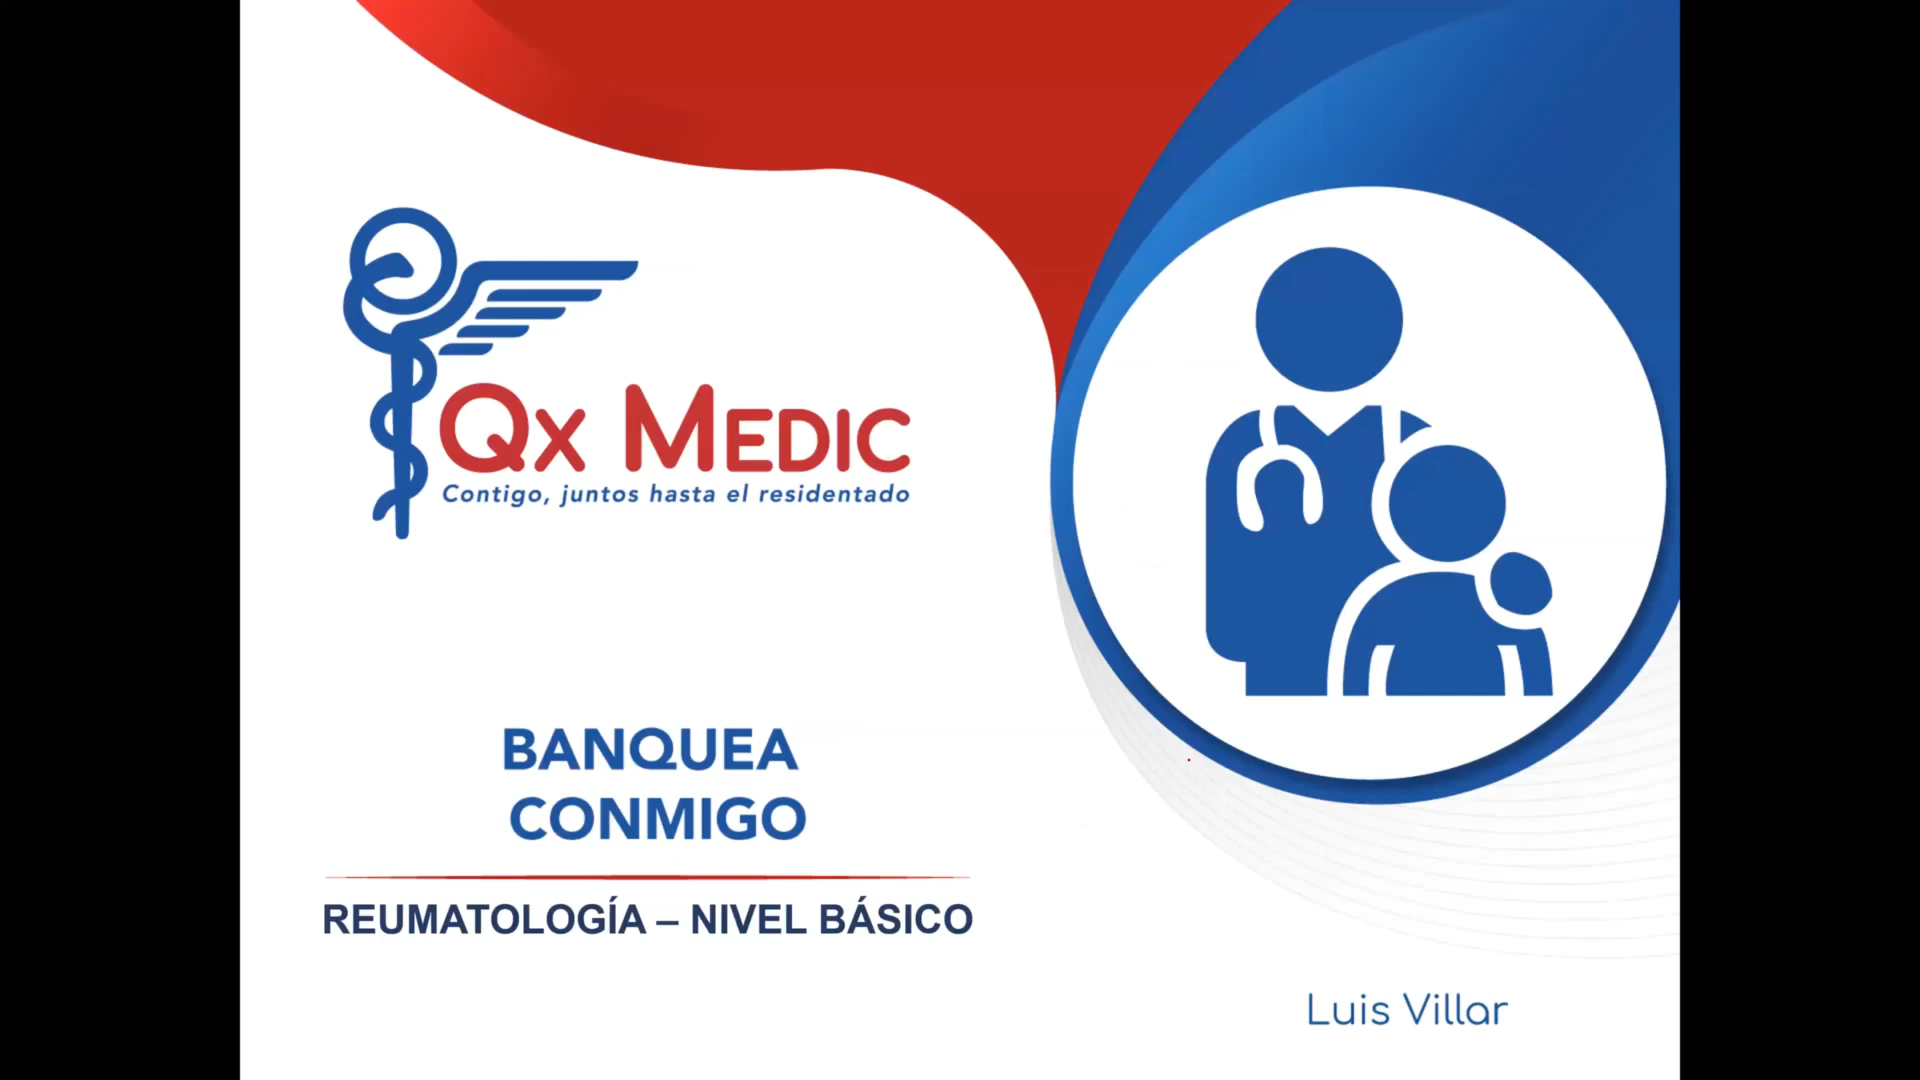 Qx MEDIC
Contigo, juntos hasta el residentado
BANQUEA
CONMIGO
REUMATOLOGÍA – NIVEL BÁSICO
Luis Villar